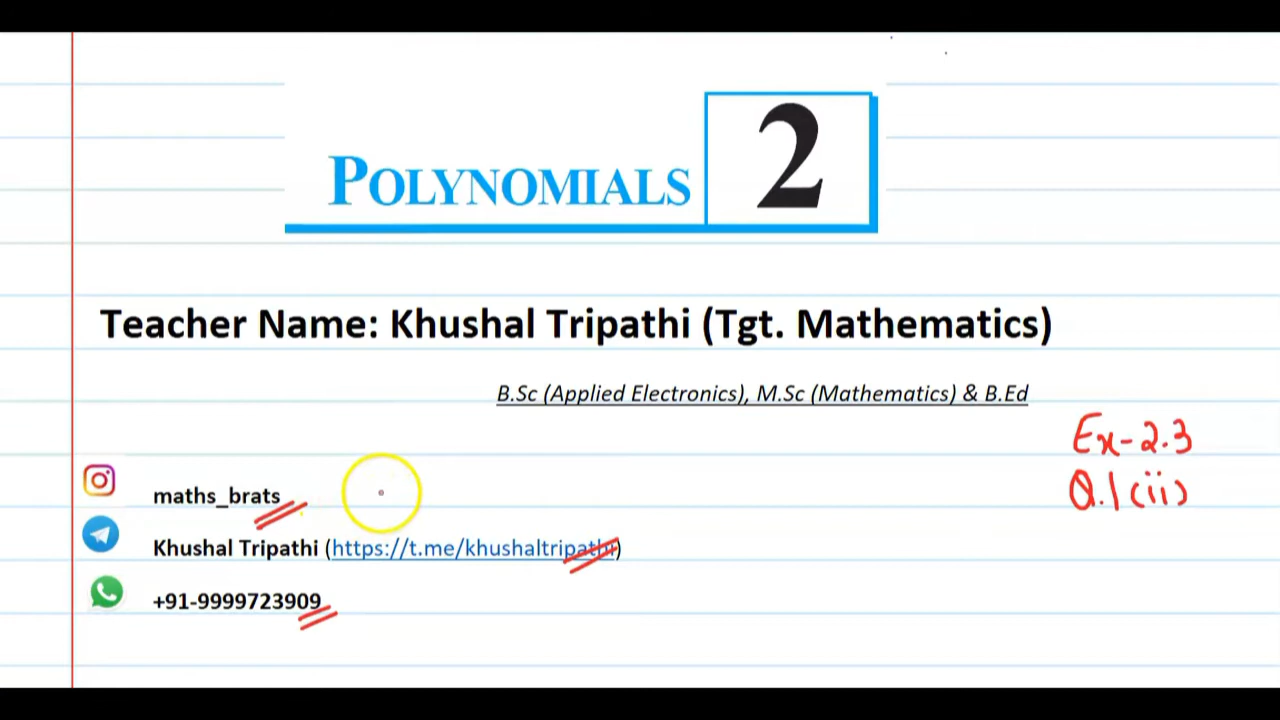 POLYNOMIALS 2
Teacher Name: Khushal Tripathi (Tgt. Mathematics)
B.Sc (Applied Electronics), M.Sc (Mathematics) & B.Ed
Ex-2.3
Q.1(ii)
maths_brats
Khushal Tripathi (https://t.me/khushaltripathi)
+91-9999723909